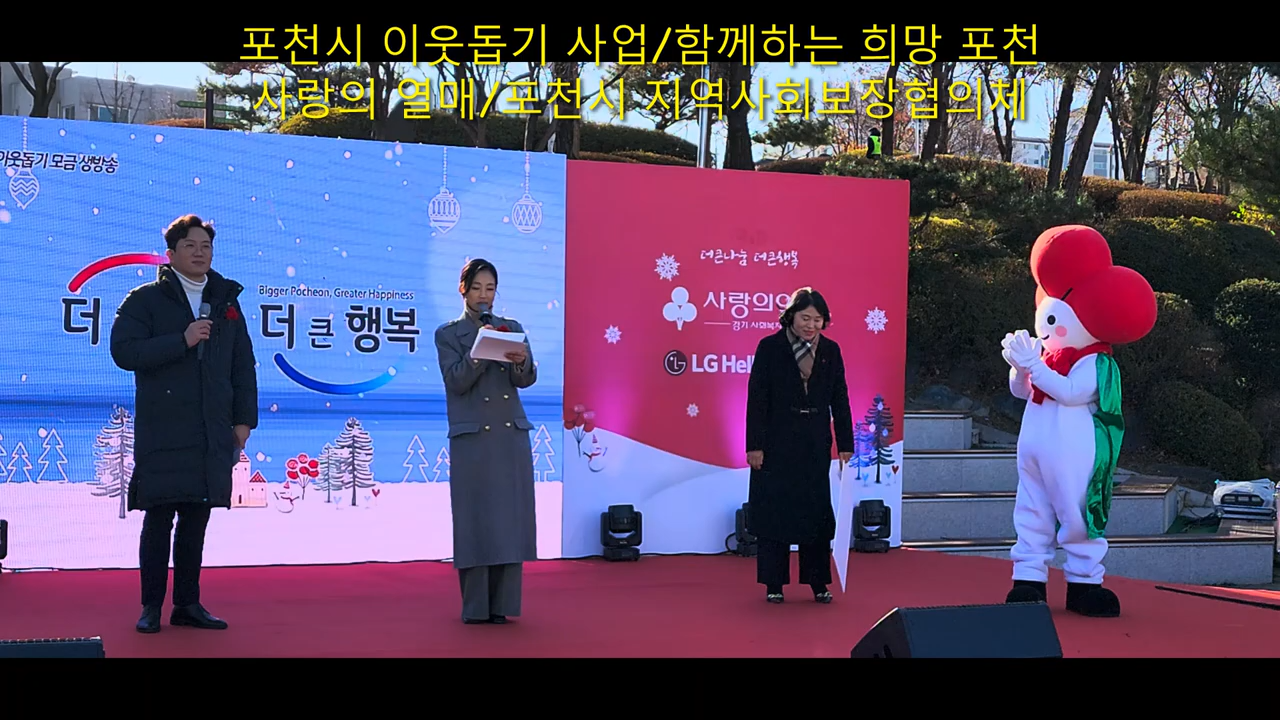 포천시 이웃돕기 사업/함께하는 희망 포천
사랑의 열매/포천시 지역사회보장협의체
이웃돕기 모금 생방송
더
Bigger Pocheon, Greater Happiness
더 큰 행복
더큰나눔 더큰행복
사랑의
경기 사회복지
LG Hel